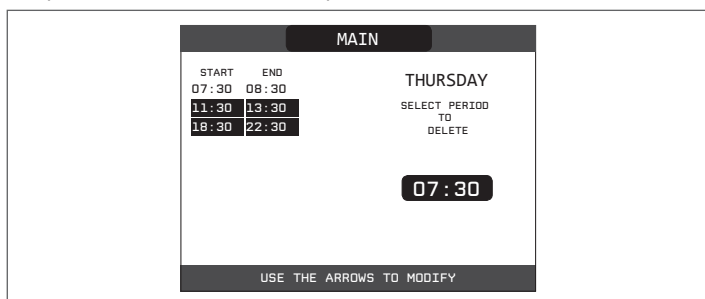 MAIN
START END
07:30 08:30
11:30 13:30
18:30 22:30
THURSDAY
SELECT PERIOD
TO
DELETE
07:30
USE THE ARROWS TO MODIFY